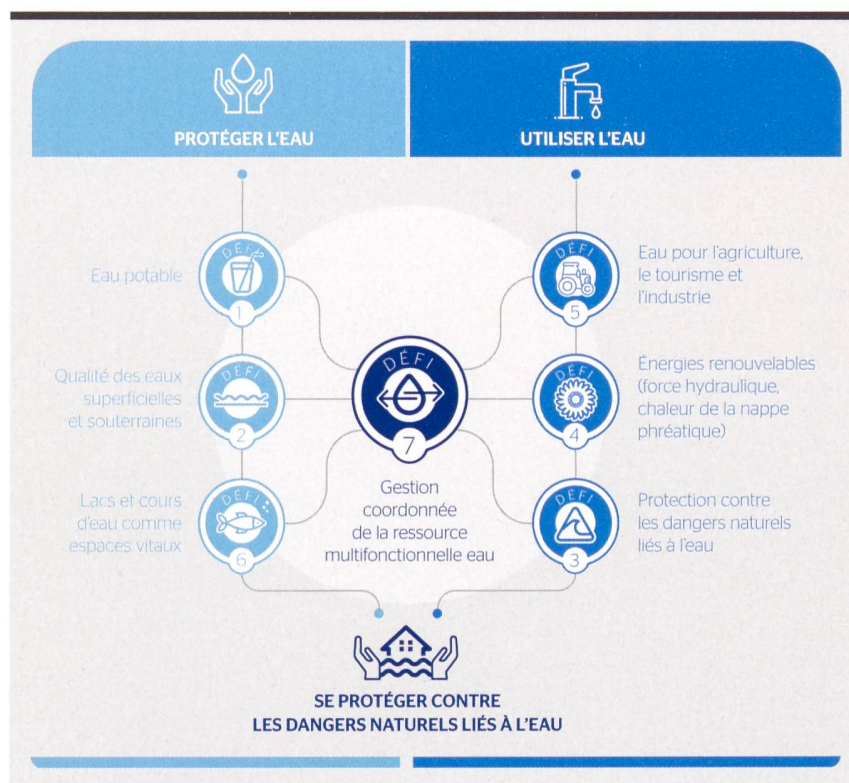 PROTÉGER L'EAU
UTILISER L'EAU
DÉFI
1
Eau potable
DÉFI
2
Qualité des eaux
superficielles
et souterraines
DÉFI
6
Lacs et cours
d'eau comme
espaces vitaux
DÉFI
7
Gestion
coordonnée
de la ressource
multifonctionnelle eau
DÉFI
5
Eau pour l'agriculture,
le tourisme et
l'industrie
DÉFI
4
Énergies renouvelables
(force hydraulique,
chaleur de la nappe
phréatique)
DÉFI
3
Protection contre
les dangers naturels
liés à l'eau
SE PROTÉGER CONTRE
LES DANGERS NATURELS LIÉS À L'EAU